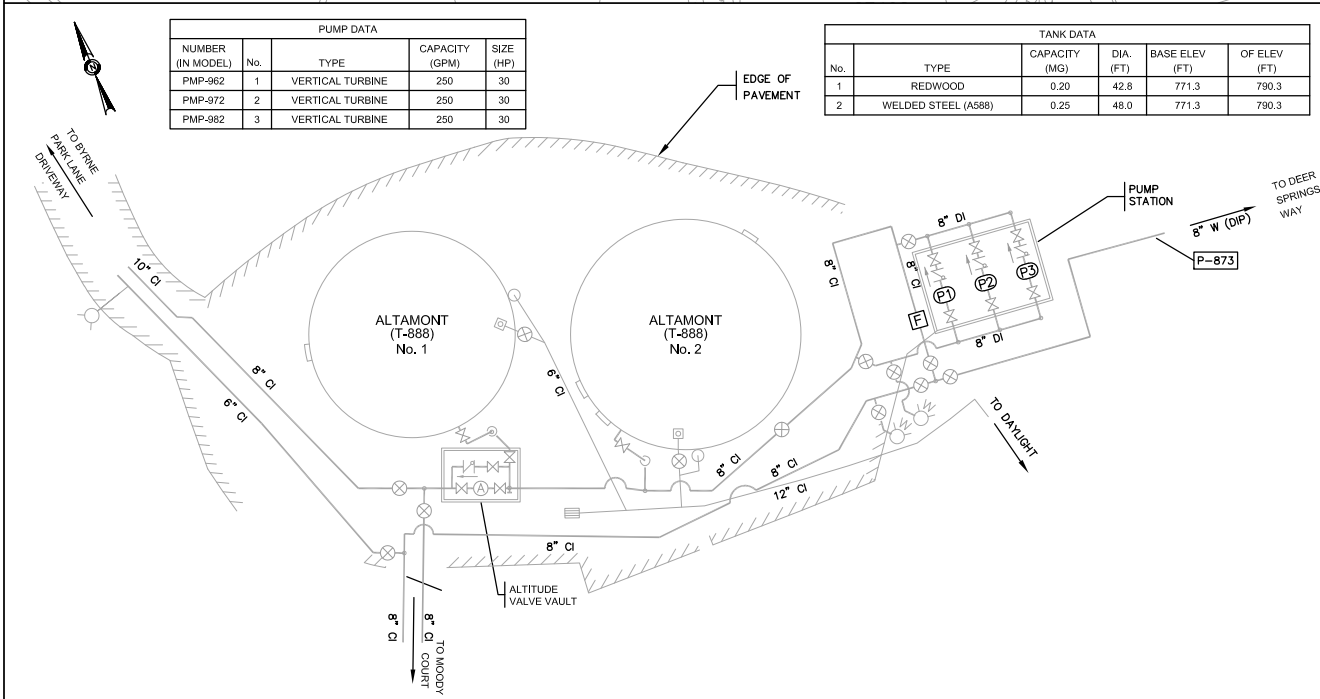 PUMP DATA
NUMBER (IN MODEL) No. TYPE CAPACITY (GPM) SIZE (HP)
PMP-962 1 VERTICAL TURBINE 250 30
PMP-972 2 VERTICAL TURBINE 250 30
PMP-982 3 VERTICAL TURBINE 250 30
TANK DATA
No. TYPE CAPACITY (MG) DIA. (FT) BASE ELEV (FT) OF ELEV (FT)
1 REDWOOD 0.20 42.8 771.3 790.3
2 WELDED STEEL (A588) 0.25 48.0 771.3 790.3
N
EDGE OF
PAVEMENT
TO BYRNE
PARK LANE
DRIVEWAY
PUMP
STATION
TO DEER
SPRINGS
WAY
8" W (DIP)
P-873
8" DI
8" CI
8" CI
P1
P2
P3
F
8" DI
10" CI
ALTAMONT
(T-888)
No. 1
ALTAMONT
(T-888)
No. 2
8" CI
6" CI
6" CI
TO DAYLIGHT
8" CI
8" CI
12" CI
A
8" CI
ALTITUDE
VALVE VAULT
8" CI
8" CI
TO MOODY
COURT